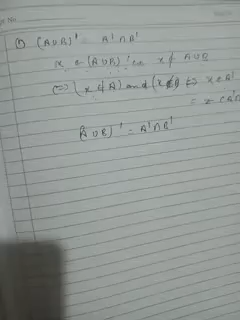 (A∪B)' = A'∩B'
x ∈ (A∪B)' x ∉ A∪B
⇔ (x ∉ A) and (x ∉ B ⇔ x ∈ A'
= x ∈ A'∩
(A∪B)' = A'∩B'